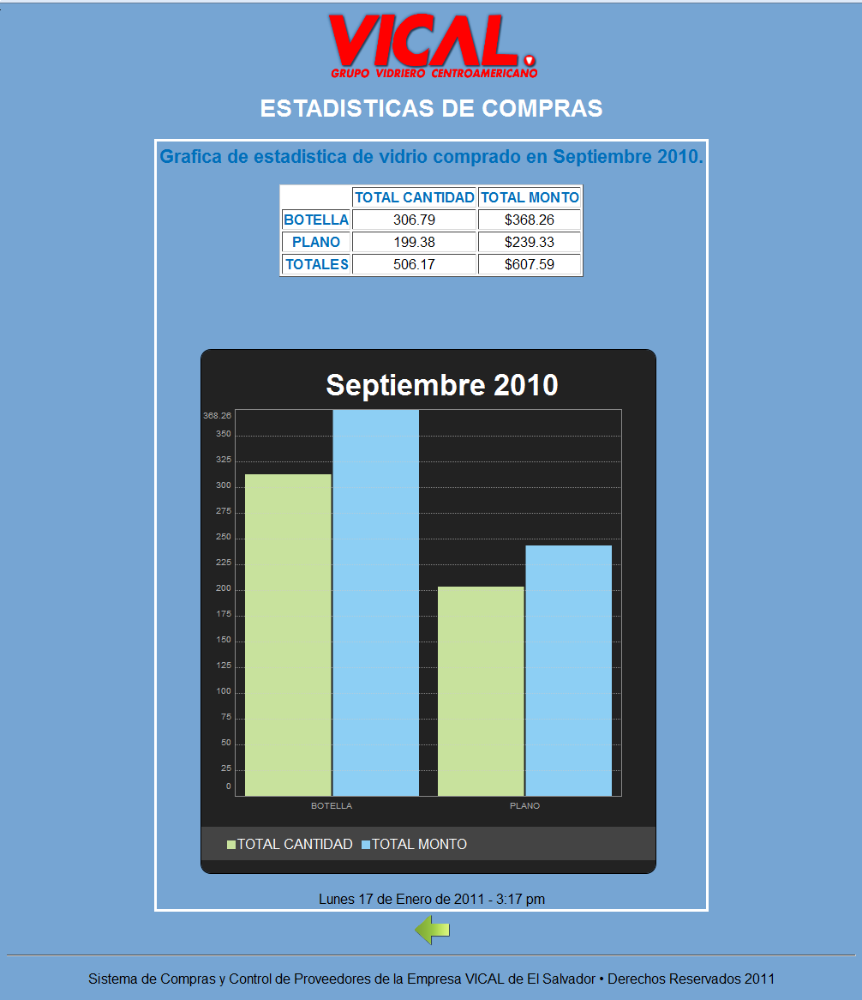 VICAL.
GRUPO VIDRIERO CENTROAMERICANO
ESTADISTICAS DE COMPRAS
Grafica de estadistica de vidrio comprado en Septiembre 2010.
TOTAL CANTIDAD TOTAL MONTO
BOTELLA 306.79 $368.26
PLANO 199.38 $239.33
TOTALES 506.17 $607.59
Septiembre 2010
368.26
350
325
300
275
250
225
200
175
150
125
100
75
50
25
0
BOTELLA PLANO
TOTAL CANTIDAD TOTAL MONTO
Lunes 17 de Enero de 2011 - 3:17 pm
Sistema de Compras y Control de Proveedores de la Empresa VICAL de El Salvador • Derechos Reservados 2011